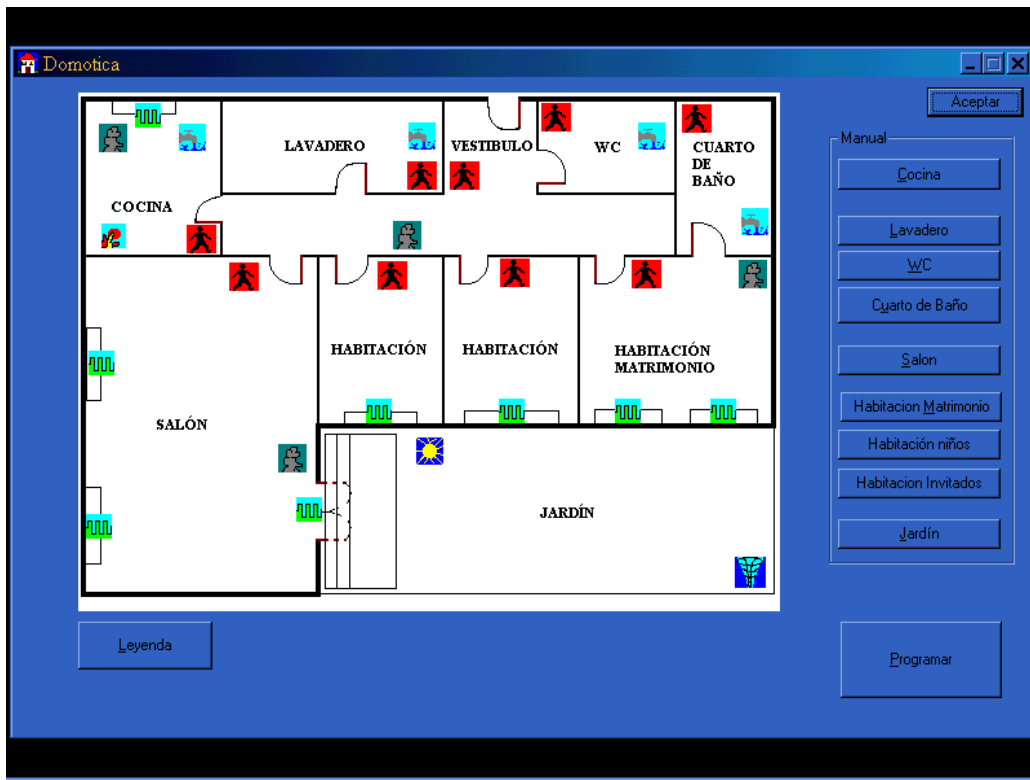 Domotica
Aceptar
LAVADERO
VESTIBULO
WC
CUARTO
DE
BAÑO
COCINA
HABITACIÓN
HABITACIÓN
HABITACIÓN
MATRIMONIO
SALÓN
JARDÍN
Manual
Cocina
Lavadero
WC
Cuarto de Baño
Salon
Habitacion Matrimonio
Habitación niños
Habitacion Invitados
Jardín
Leyenda
Programar